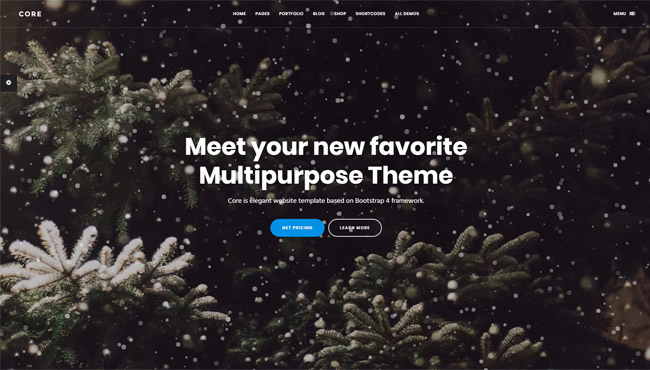 CORE
HOME PAGES PORTFOLIO BLOG SHOP SHORTCODES ALL DEMOS
MENU
Meet your new favorite
Multipurpose Theme
Core is elegant website template based on Bootstrap 4 framework.
GET PRICING
LEARN MORE